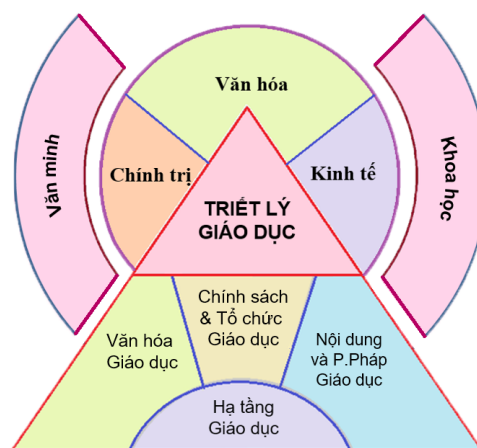 Văn hóa
Văn minh
Chính trị
Kinh tế
Khoa học
TRIẾT LÝ
GIÁO DỤC
Văn hóa
Giáo dục
Chính sách
& Tổ chức
Giáo dục
Nội dung
và P.Pháp
Giáo dục
Hạ tầng
Giáo dục